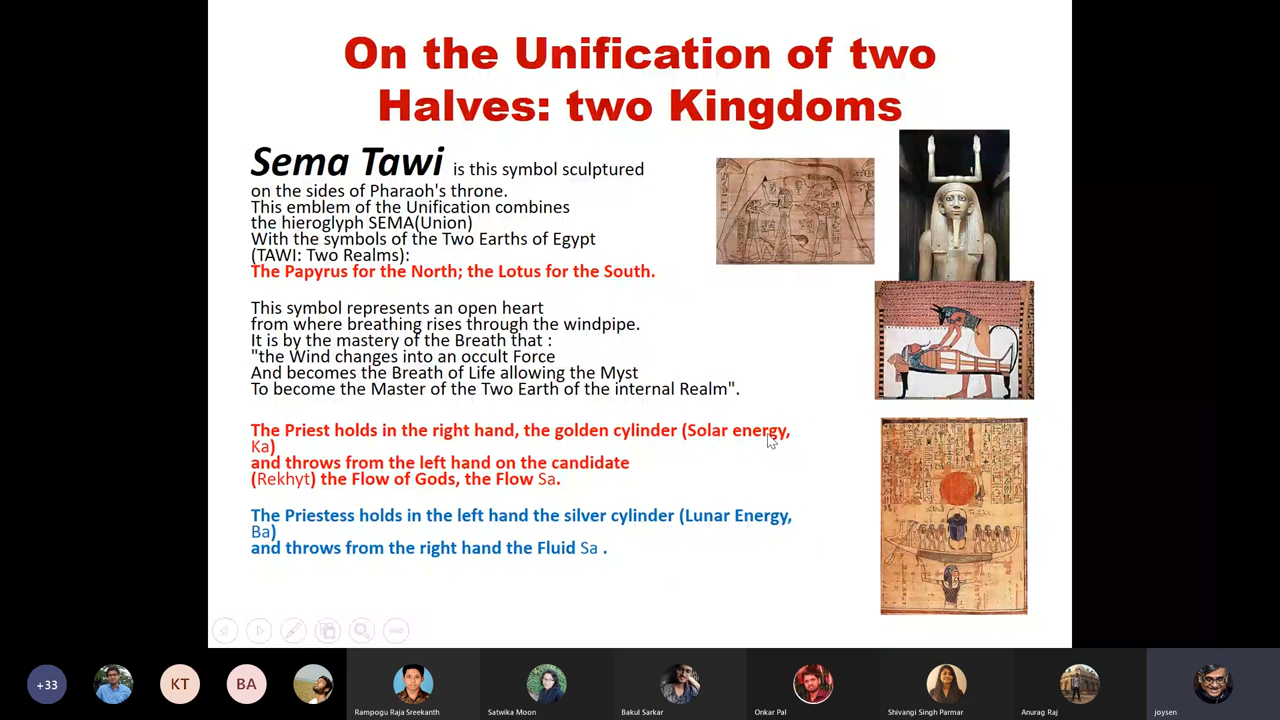 On the Unification of two
Halves: two Kingdoms
Sema Tawi is this symbol sculptured
on the sides of Pharaoh's throne.
This emblem of the Unification combines
the hieroglyph SEMA(Union)
With the symbols of the Two Earths of Egypt
(TAWI: Two Realms):
The Papyrus for the North; the Lotus for the South.
This symbol represents an open heart
from where breathing rises through the windpipe.
It is by the mastery of the Breath that :
"the Wind changes into an occult Force
And becomes the Breath of Life allowing the Myst
To become the Master of the Two Earth of the internal Realm".
The Priest holds in the right hand, the golden cylinder (Solar energy,
Ka)
and throws from the left hand on the candidate
(Rekhyt) the Flow of Gods, the Flow Sa.
The Priestess holds in the left hand the silver cylinder (Lunar Energy,
Ba)
and throws from the right hand the Fluid Sa .
+33
KT
BA
Rampogu Raja Sreekanth
Satwika Moon
Bakul Sarkar
Onkar Pal
Shivangi Singh Parmar
Anurag Raj
joysen